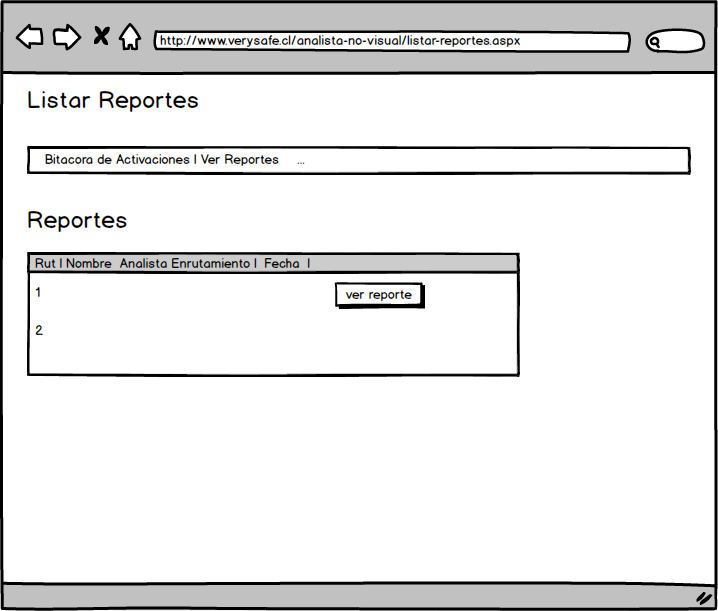 http://www.verysafe.cl/analista-no-visual/listar-reportes.aspx
Listar Reportes
Bitacora de Activaciones | Ver Reportes ...
Reportes
Rut | Nombre Analista Enrutamiento | Fecha |
1 ver reporte
2